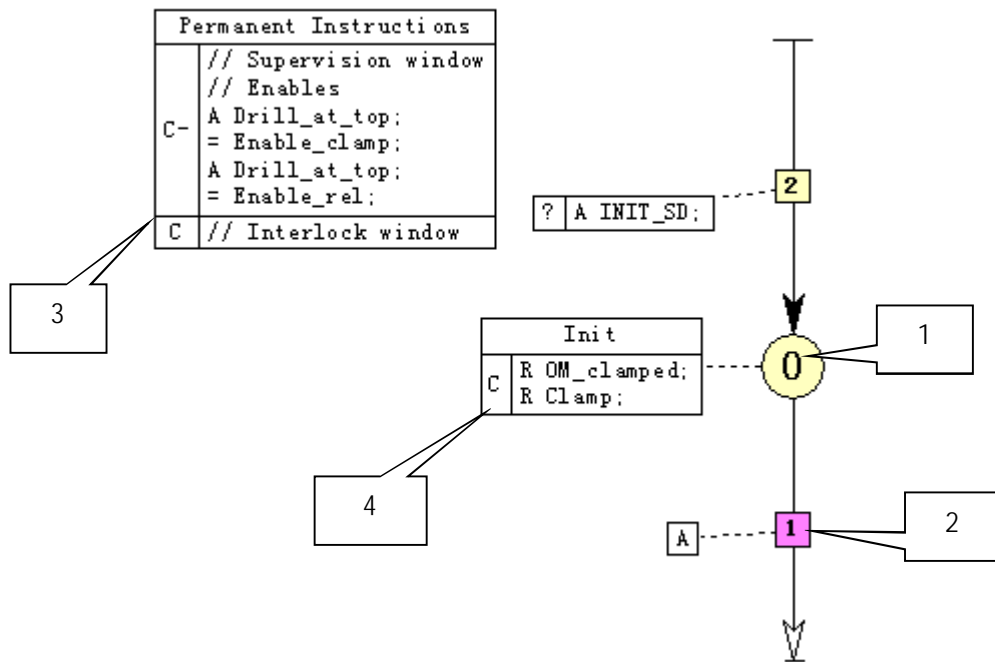 Permanent Instructions
// Supervision window
// Enables
C- A Drill_at_top;
= Enable_clamp;
A Drill_at_top;
= Enable_rel;
C // Interlock window
2
? A INIT_SD;
3
1
Init
0
C R OM_clamped;
R Clamp;
4
2
1
A